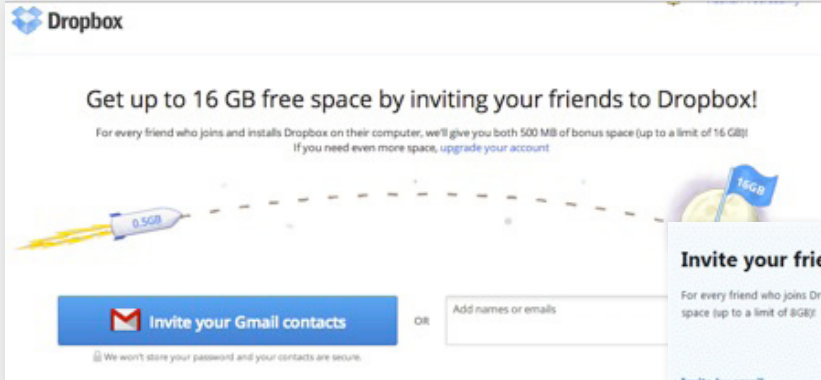 Dropbox
Get up to 16 GB free space by inviting your friends to Dropbox!
For every friend who joins and installs Dropbox on their computer, we'll give you both 500 MB of bonus space (up to a limit of 16 GB)!
If you need even more space, upgrade your account
16GB
0.5GB
Invite your Gmail contacts
OR
Add names or emails
We won't store your password and your contacts are secure.
Invite your frie
For every friend who joins Dr
space (up to a limit of 8GB)!